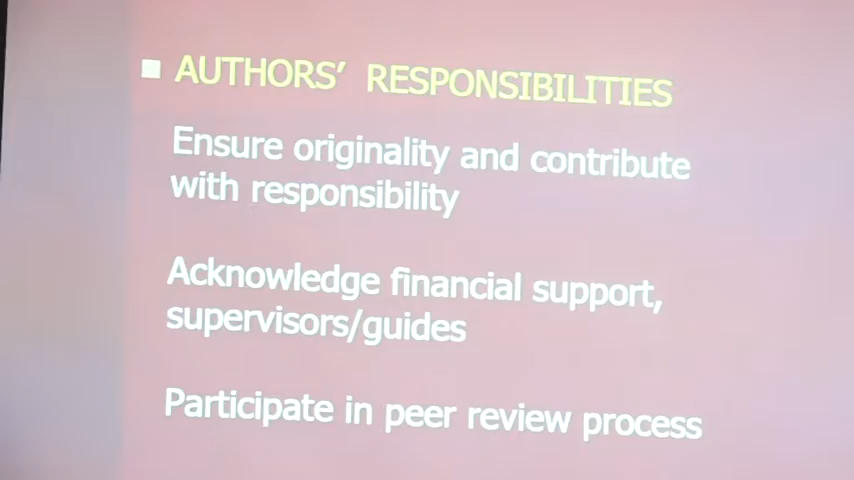 ■ AUTHORS’ RESPONSIBILITIES
Ensure originality and contribute
with responsibility
Acknowledge financial support,
supervisors/guides
Participate in peer review process